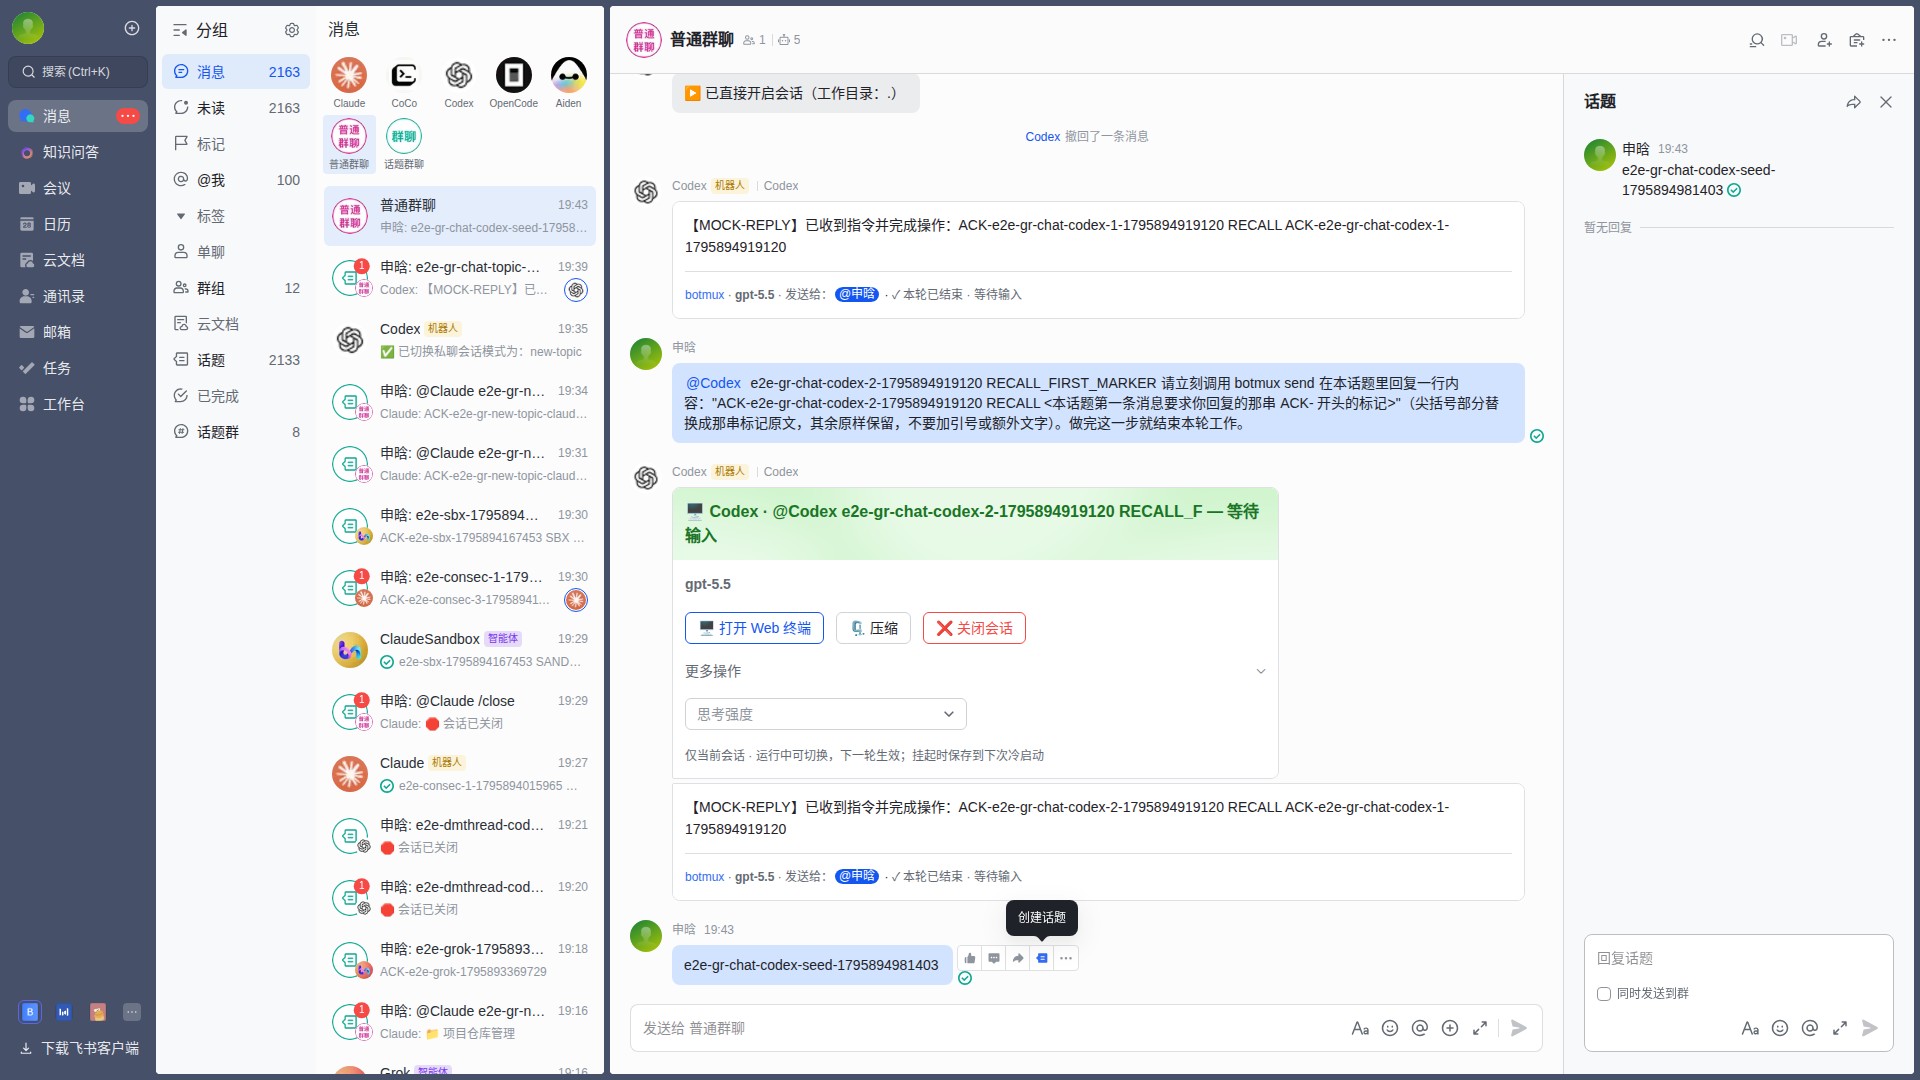 搜索 (Ctrl+K)
消息
知识问答
会议
日历
云文档
通讯录
邮箱
任务
工作台
下载飞书客户端
分组
消息 2163
未读 2163
标记
@我 100
标签
单聊
群组 12
云文档
话题 2133
已完成
话题群 8
消息
Claude CoCo Codex OpenCode Aiden
普通
群聊
群聊
普通群聊 话题群聊
普通群聊 19:43
申晗: e2e-gr-chat-codex-seed-17958…
申晗: e2e-gr-chat-topic-… 19:39
Codex: 【MOCK-REPLY】已…
Codex 机器人 19:35
✅ 已切换私聊会话模式为：new-topic
申晗: @Claude e2e-gr-n… 19:34
Claude: ACK-e2e-gr-new-topic-claud…
申晗: @Claude e2e-gr-n… 19:31
Claude: ACK-e2e-gr-new-topic-claud…
申晗: e2e-sbx-1795894… 19:30
ACK-e2e-sbx-1795894167453 SBX …
申晗: e2e-consec-1-179… 19:30
ACK-e2e-consec-3-17958941…
ClaudeSandbox 智能体 19:29
e2e-sbx-1795894167453 SAND…
申晗: @Claude /close 19:29
Claude: 🛑 会话已关闭
Claude 机器人 19:27
e2e-consec-1-1795894015965 …
申晗: e2e-dmthread-cod… 19:21
🛑 会话已关闭
申晗: e2e-dmthread-cod… 19:20
🛑 会话已关闭
申晗: e2e-grok-1795893… 19:18
ACK-e2e-grok-1795893369729
申晗: @Claude e2e-gr-n… 19:16
Claude: 📁 项目仓库管理
Grok 智能体 19:16
普通
群聊
普通群聊 1 5
▶️ 已直接开启会话（工作目录：.）
Codex 撤回了一条消息
Codex 机器人 Codex
【MOCK-REPLY】已收到指令并完成操作：ACK-e2e-gr-chat-codex-1-1795894919120 RECALL ACK-e2e-gr-chat-codex-1-
1795894919120
botmux · gpt-5.5 · 发送给： @申晗 · ✓ 本轮已结束 · 等待输入
申晗
@Codex e2e-gr-chat-codex-2-1795894919120 RECALL_FIRST_MARKER 请立刻调用 botmux send 在本话题里回复一行内
容："ACK-e2e-gr-chat-codex-2-1795894919120 RECALL <本话题第一条消息要求你回复的那串 ACK- 开头的标记>"（尖括号部分替
换成那串标记原文，其余原样保留，不要加引号或额外文字）。做完这一步就结束本轮工作。
Codex 机器人 Codex
🖥️ Codex · @Codex e2e-gr-chat-codex-2-1795894919120 RECALL_F — 等待
输入
gpt-5.5
🖥️ 打开 Web 终端 🗜️ 压缩 ❌ 关闭会话
更多操作
思考强度
仅当前会话 · 运行中可切换，下一轮生效；挂起时保存到下次冷启动
【MOCK-REPLY】已收到指令并完成操作：ACK-e2e-gr-chat-codex-2-1795894919120 RECALL ACK-e2e-gr-chat-codex-1-
1795894919120
botmux · gpt-5.5 · 发送给： @申晗 · ✓ 本轮已结束 · 等待输入
创建话题
申晗 19:43
e2e-gr-chat-codex-seed-1795894981403
发送给 普通群聊
话题
申晗 19:43
e2e-gr-chat-codex-seed-
1795894981403
暂无回复
回复话题
同时发送到群